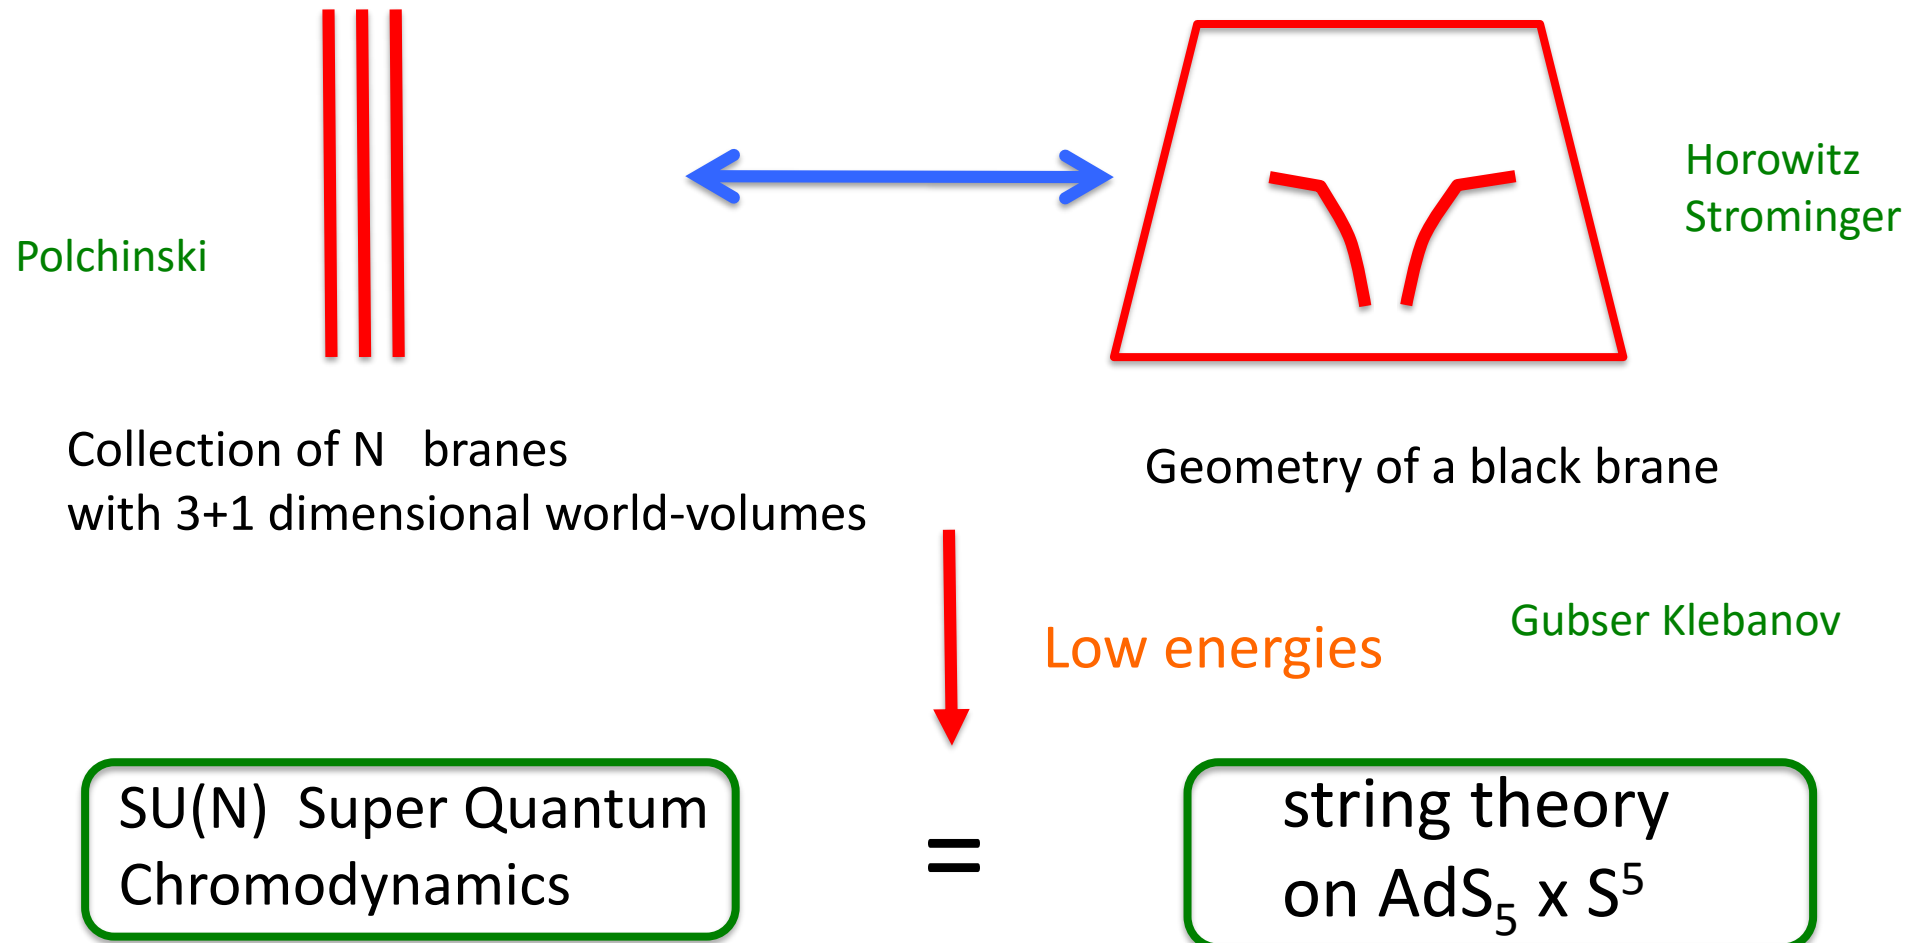 Polchinski
Horowitz
Strominger
Collection of N branes
with 3+1 dimensional world-volumes
Geometry of a black brane
Low energies
Gubser Klebanov
SU(N) Super Quantum
Chromodynamics
=
string theory
on AdS₅ x S⁵